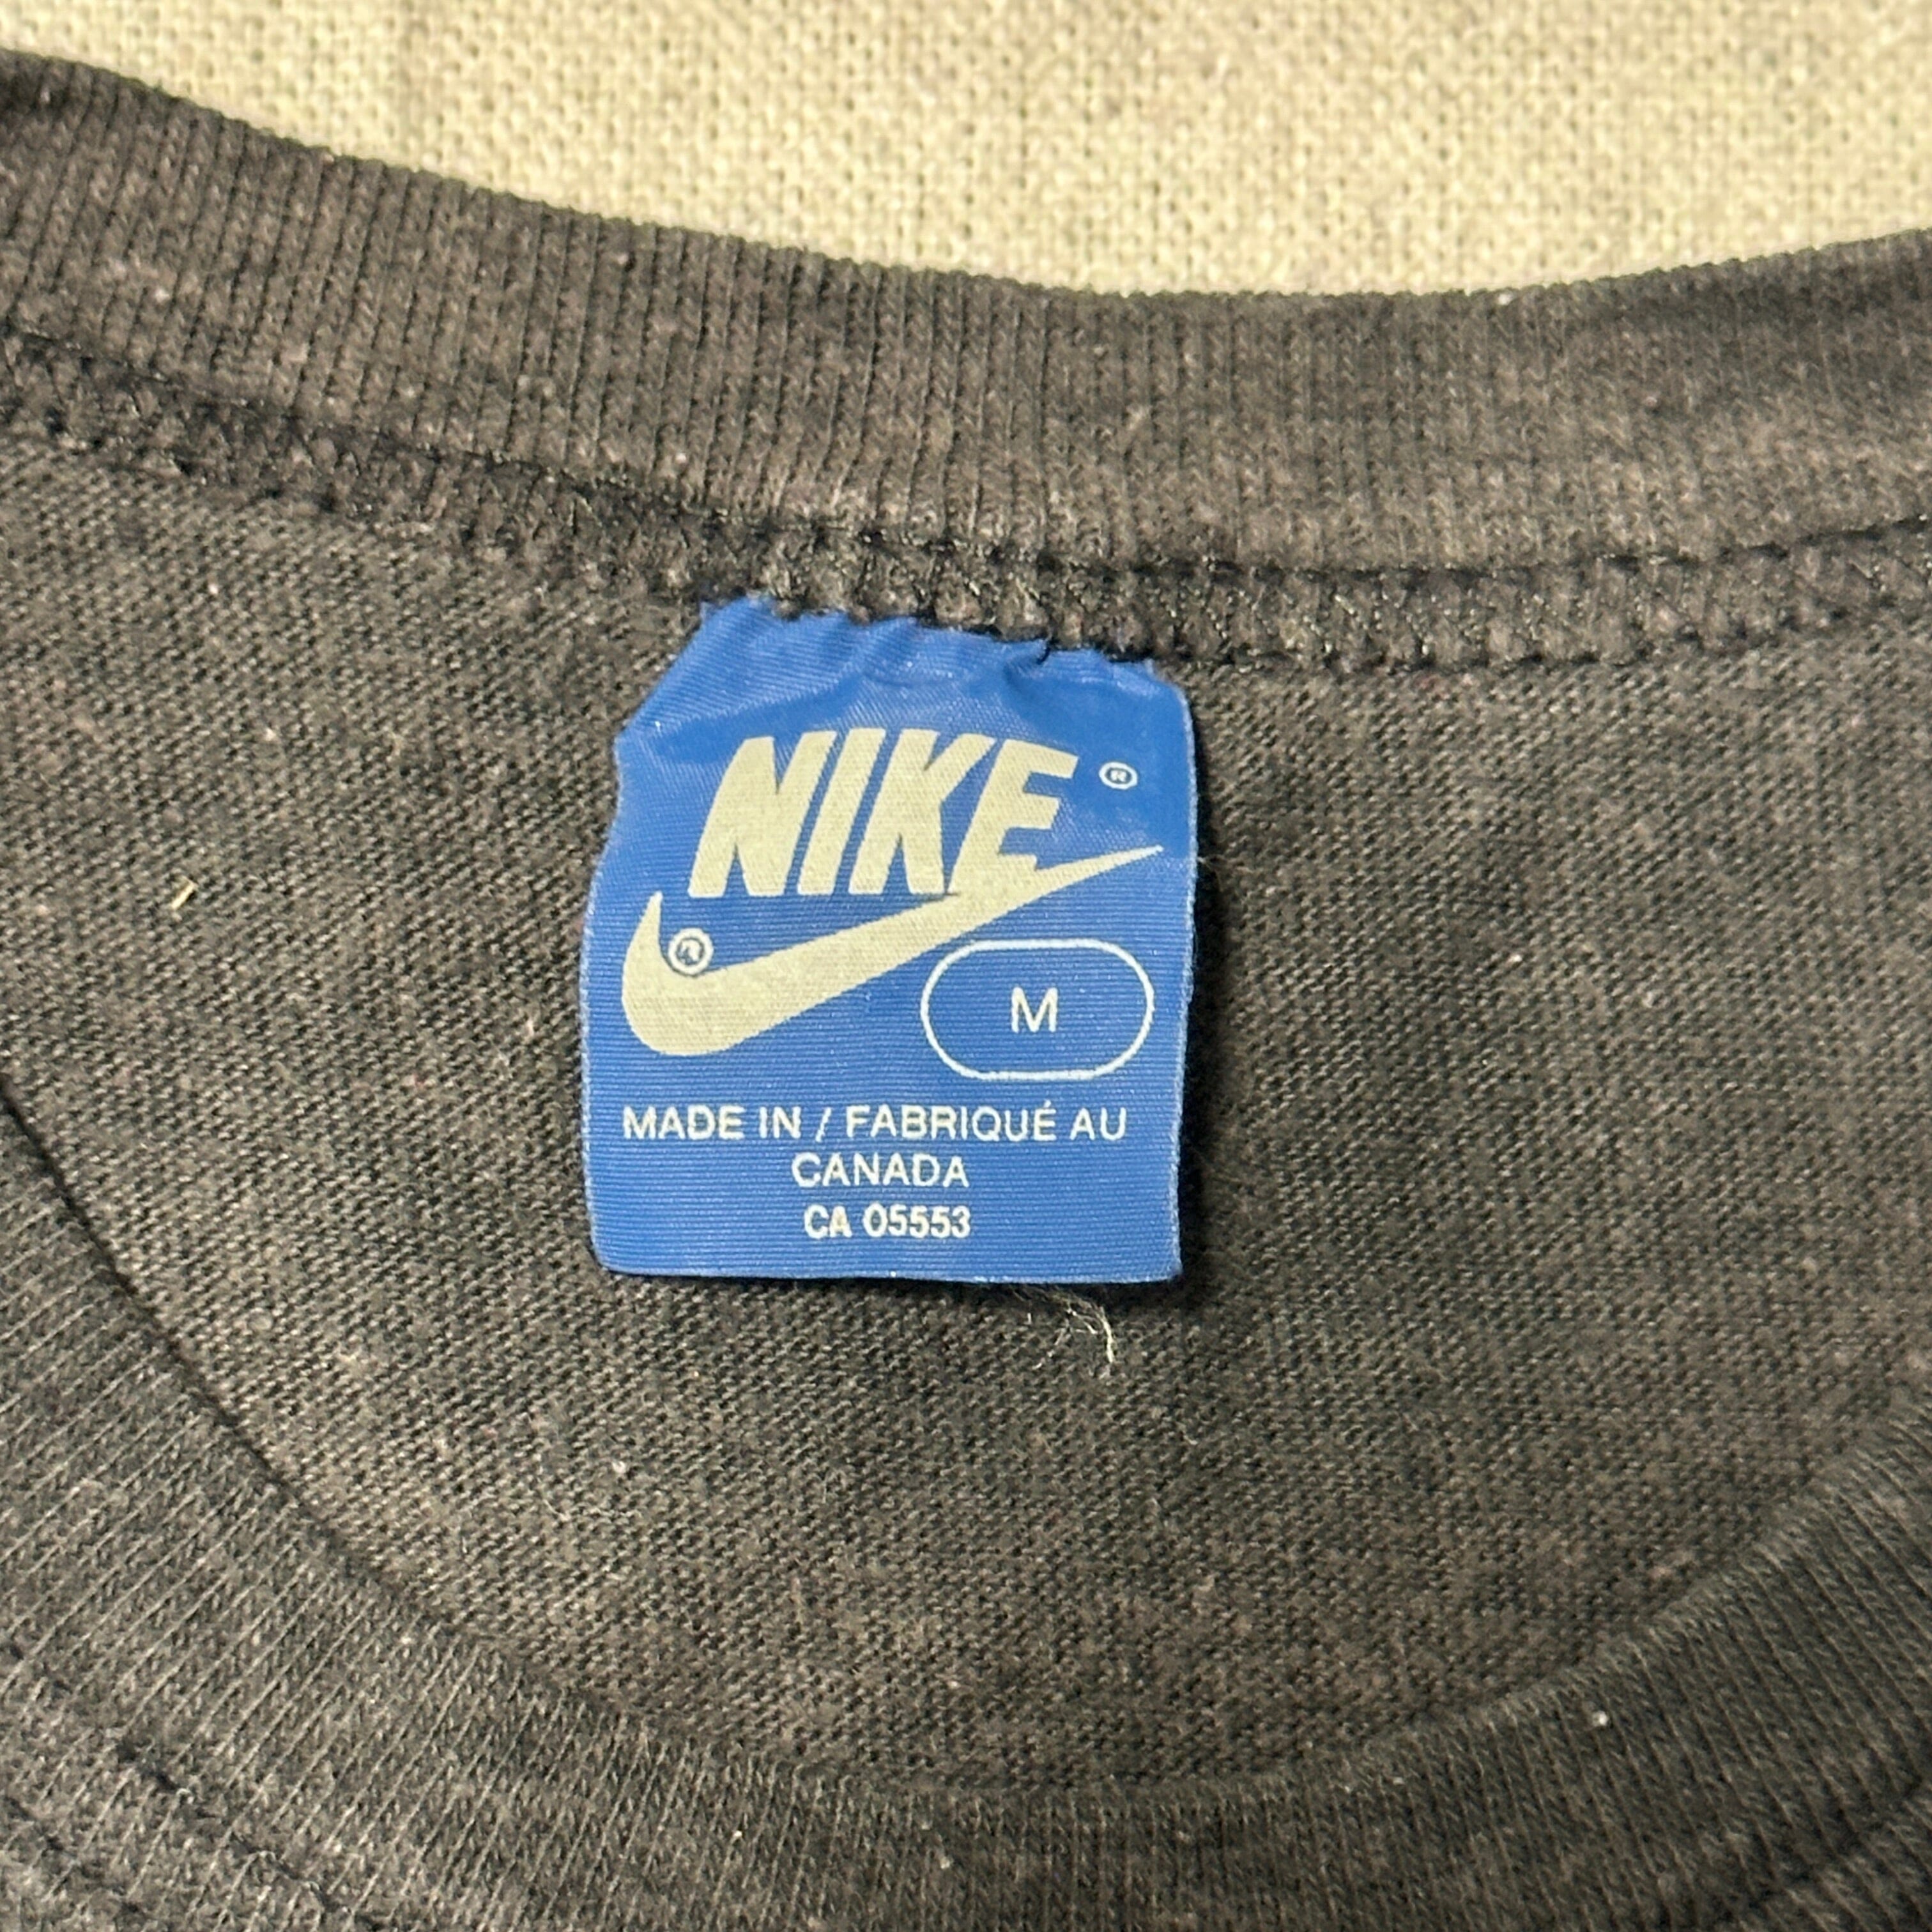 NIKE ®
®
M
MADE IN / FABRIQUÉ AU
CANADA
CA 05553